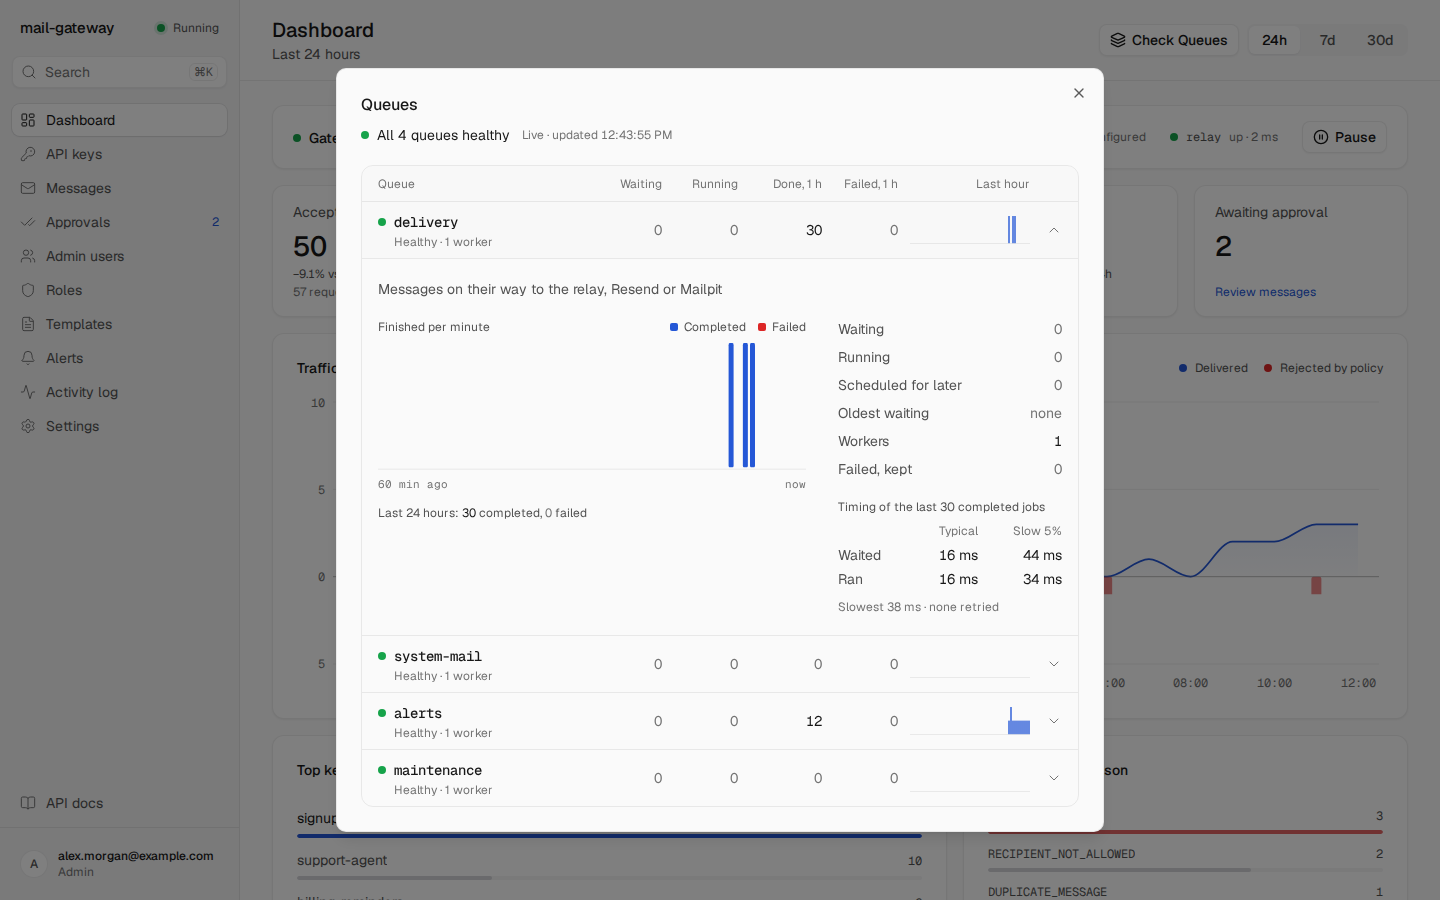 mail-gateway
Running
Search
⌘K
Dashboard
API keys
Messages
Approvals 2
Admin users
Roles
Templates
Alerts
Activity log
Settings
API docs
A
alex.morgan@example.com
Admin
Dashboard
Last 24 hours
Check Queues
24h 7d 30d
relay up · 2 ms
Pause
50
Awaiting approval
2
Review messages
Delivered
Rejected by policy
10
5
0
5
08:00 10:00 12:00
support-agent 10
3
RECIPIENT_NOT_ALLOWED 2
DUPLICATE_MESSAGE 1
Queues
All 4 queues healthy Live · updated 12:43:55 PM
Queue Waiting Running Done, 1 h Failed, 1 h Last hour
delivery 0 0 30 0
Healthy · 1 worker
Messages on their way to the relay, Resend or Mailpit
Finished per minute Completed Failed
60 min ago now
Last 24 hours: 30 completed, 0 failed
Waiting 0
Running 0
Scheduled for later 0
Oldest waiting none
Workers 1
Failed, kept 0
Timing of the last 30 completed jobs
Typical Slow 5%
Waited 16 ms 44 ms
Ran 16 ms 34 ms
Slowest 38 ms · none retried
system-mail 0 0 0 0
Healthy · 1 worker
alerts 0 0 12 0
Healthy · 1 worker
maintenance 0 0 0 0
Healthy · 1 worker